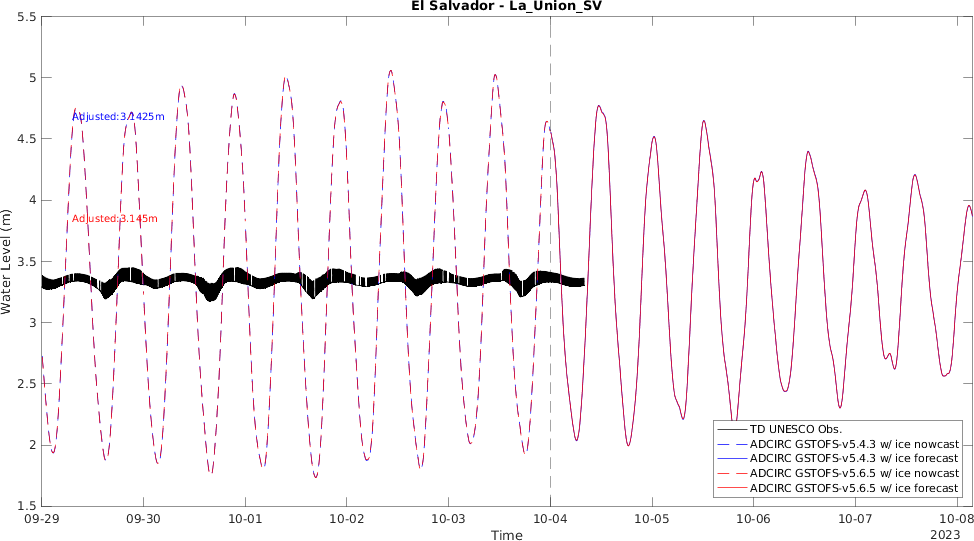 El Salvador - La_Union_SV
5.5
5
4.5
4
3.5
3
2.5
2
1.5
Water Level (m)
Adjusted:3.1425m
Adjusted:3.145m
TD UNESCO Obs.
ADCIRC GSTOFS-v5.4.3 w/ ice nowcast
ADCIRC GSTOFS-v5.4.3 w/ ice forecast
ADCIRC GSTOFS-v5.6.5 w/ ice nowcast
ADCIRC GSTOFS-v5.6.5 w/ ice forecast
09-29 09-30 10-01 10-02 10-03 10-04 10-05 10-06 10-07 10-08
Time
2023